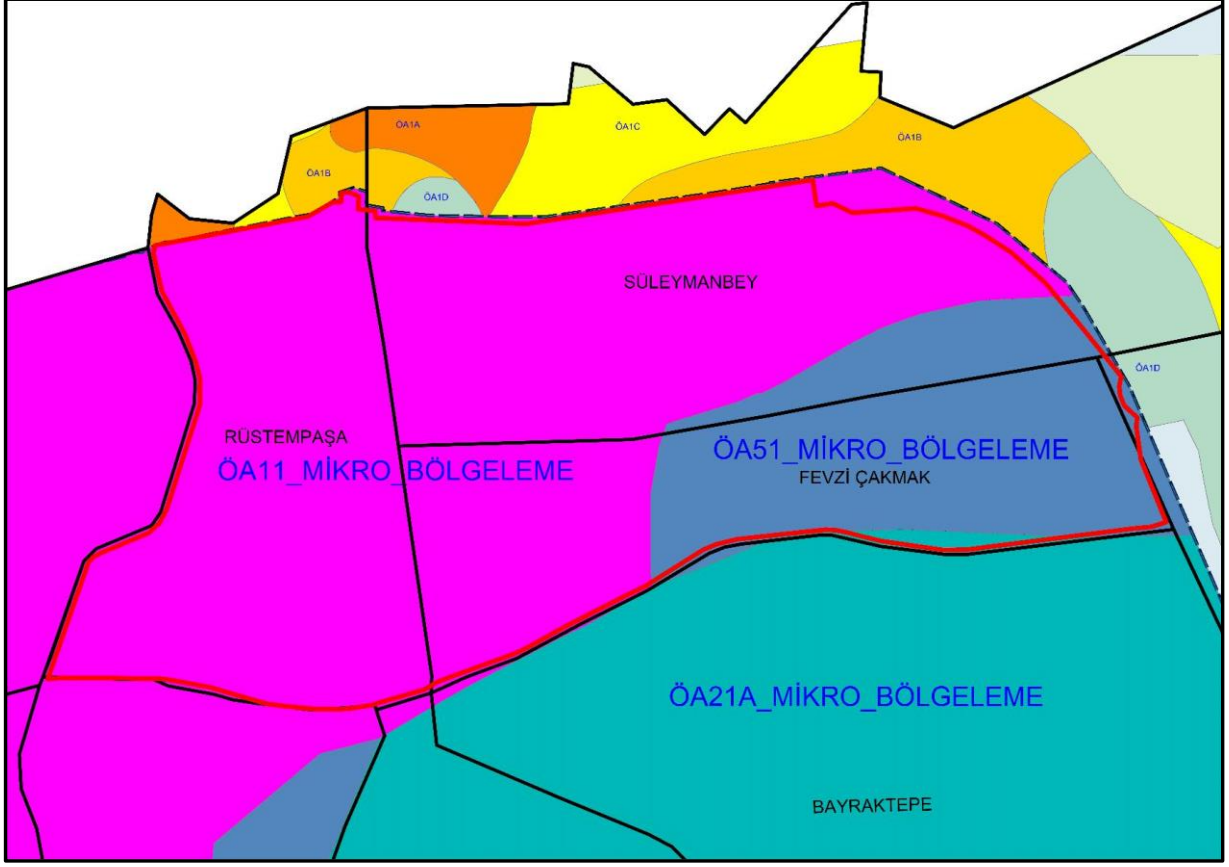 ÖA1A
ÖA1C
ÖA1B
ÖA1B
ÖA1D
SÜLEYMANBEY
ÖA1D
RÜSTEMPAŞA
ÖA11_MİKRO_BÖLGELEME
ÖA51_MİKRO_BÖLGELEME
FEVZİ ÇAKMAK
ÖA21A_MİKRO_BÖLGELEME
BAYRAKTEPE